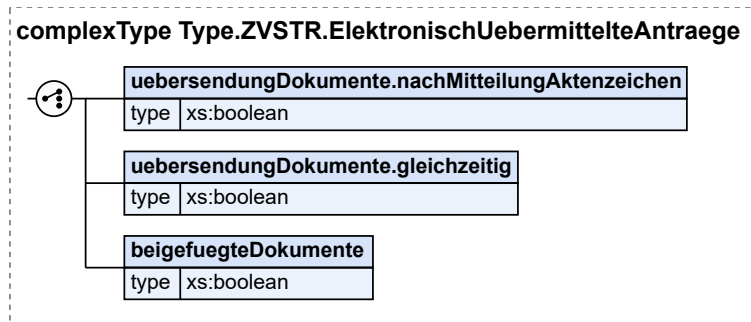 complexType Type.ZVSTR.ElektronischUebermittelteAntraege
uebersendungDokumente.nachMitteilungAktenzeichen
type xs:boolean
uebersendungDokumente.gleichzeitig
type xs:boolean
beigefuegteDokumente
type xs:boolean